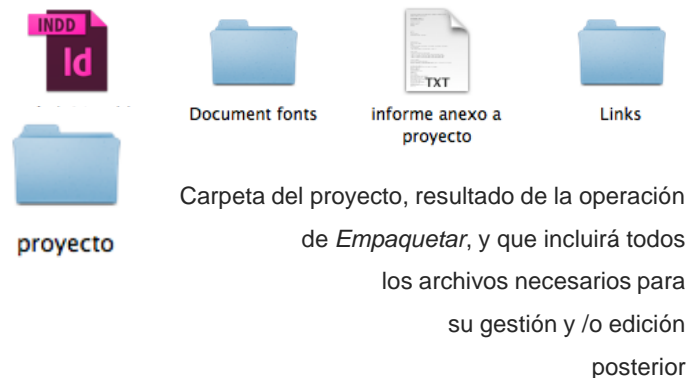 INDD
Id
TXT
Document fonts
informe anexo a
proyecto
Links
proyecto
Carpeta del proyecto, resultado de la operación
de Empaquetar, y que incluirá todos
los archivos necesarios para
su gestión y /o edición
posterior